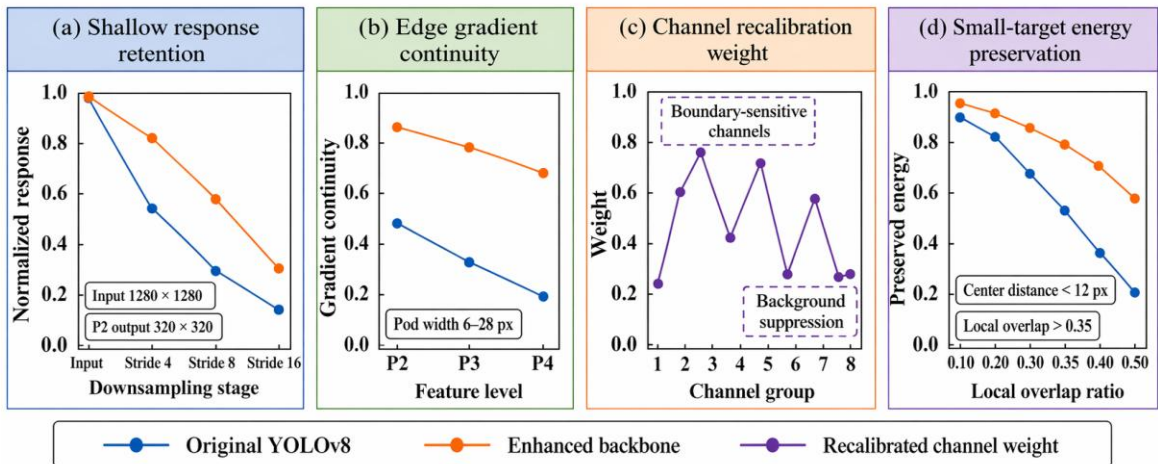 (a) Shallow response
retention
Normalized response
1.0
0.8
0.6
0.4
0.2
0.0
Input 1280 × 1280
P2 output 320 × 320
Input Stride 4 Stride 8 Stride 16
Downsampling stage
(b) Edge gradient
continuity
Gradient continuity
1.0
0.8
0.6
0.4
0.2
0.0
Pod width 6–28 px
P2 P3 P4
Feature level
(c) Channel recalibration
weight
Weight
1.0
0.8
0.6
0.4
0.2
0.0
Boundary-sensitive
channels
Background
suppression
1 2 3 4 5 6 7 8
Channel group
(d) Small-target energy
preservation
Preserved energy
1.0
0.8
0.6
0.4
0.2
0.0
Center distance < 12 px
Local overlap > 0.35
0.10 0.20 0.30 0.35 0.40 0.50
Local overlap ratio
Original YOLOv8 Enhanced backbone Recalibrated channel weight